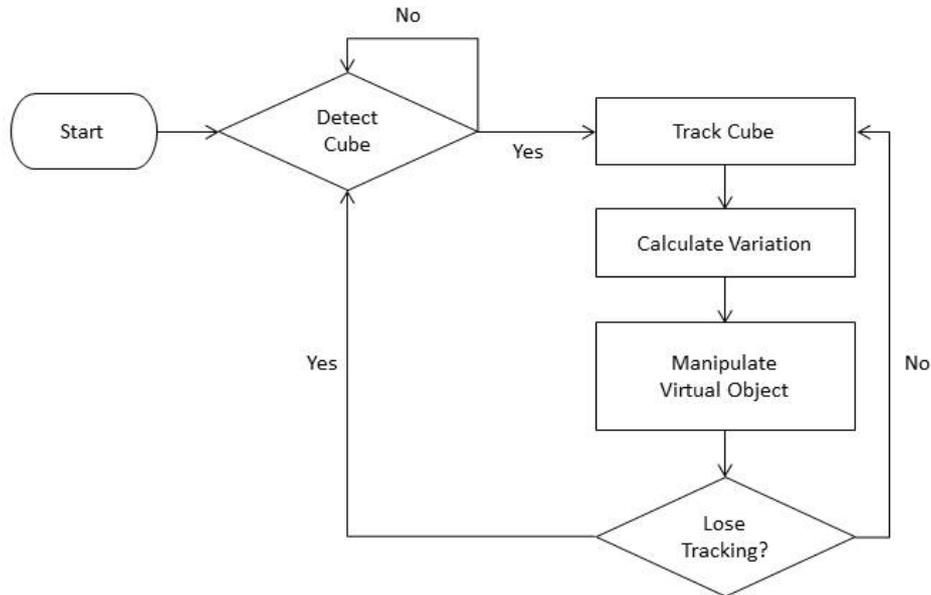 No
Start
Detect
Cube
Yes
Track Cube
Calculate Variation
Yes
Manipulate
Virtual Object
No
Lose
Tracking?